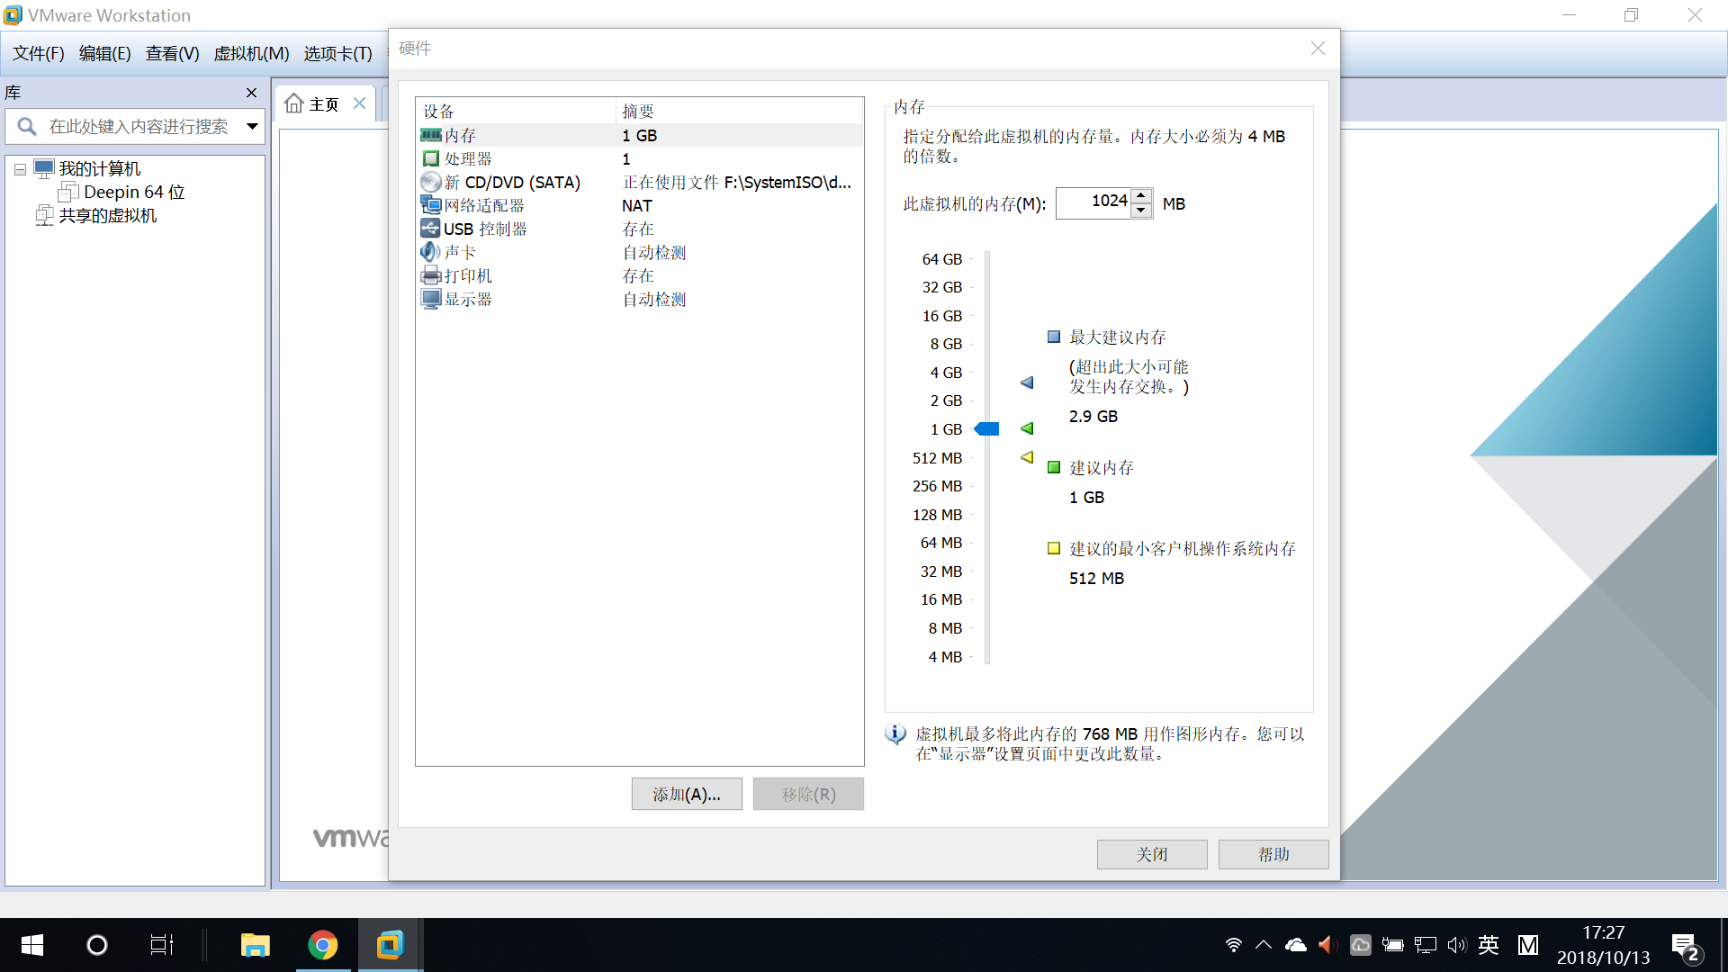 VMware Workstation
文件(F) 编辑(E) 查看(V) 虚拟机(M) 选项卡(T)
硬件
库
在此处键入内容进行搜索
我的计算机
Deepin 64 位
共享的虚拟机
主页
设备 摘要
内存 1 GB
处理器 1
新 CD/DVD (SATA) 正在使用文件 F:\SystemISO\d...
网络适配器 NAT
USB 控制器 存在
声卡 自动检测
打印机 存在
显示器 自动检测
添加(A)... 移除(R)
内存
指定分配给此虚拟机的内存量。内存大小必须为 4 MB
的倍数。
此虚拟机的内存(M): 1024 MB
64 GB
32 GB
16 GB
8 GB
4 GB
2 GB
1 GB
512 MB
256 MB
128 MB
64 MB
32 MB
16 MB
8 MB
4 MB
最大建议内存
(超出此大小可能
发生内存交换。)
2.9 GB
建议内存
1 GB
建议的最小客户机操作系统内存
512 MB
虚拟机最多将此内存的 768 MB 用作图形内存。您可以
在“显示器”设置页面中更改此数量。
关闭 帮助
vmwa
英 M
17:27
2018/10/13
2